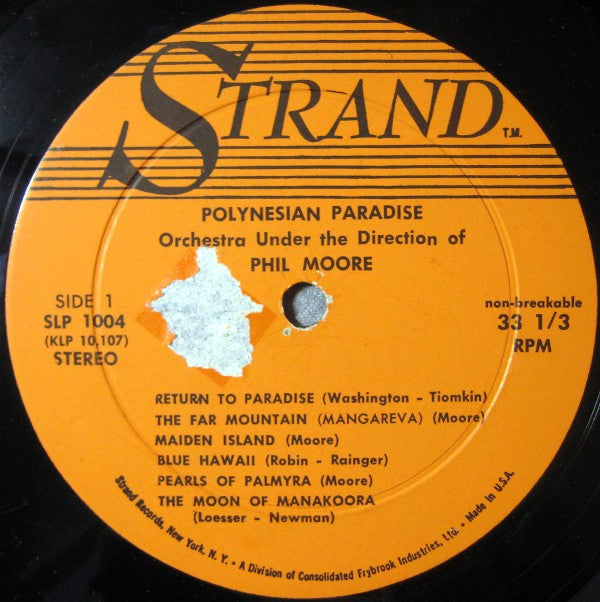 STRAND T.M.
POLYNESIAN PARADISE
Orchestra Under the Direction of
PHIL MOORE
SIDE 1
SLP 1004
(KLP 10,107)
STEREO
non-breakable
33 1/3
RPM
RETURN TO PARADISE (Washington - Tiomkin)
THE FAR MOUNTAIN (MANGAREVA) (Moore)
MAIDEN ISLAND (Moore)
BLUE HAWAII (Robin - Rainger)
PEARLS OF PALMYRA (Moore)
THE MOON OF MANAKOORA
(Loesser - Newman)
Strand Records, New York. N. Y. • A Division of Consolidated Frybrook Industries, Ltd. • Made in U.S.A.